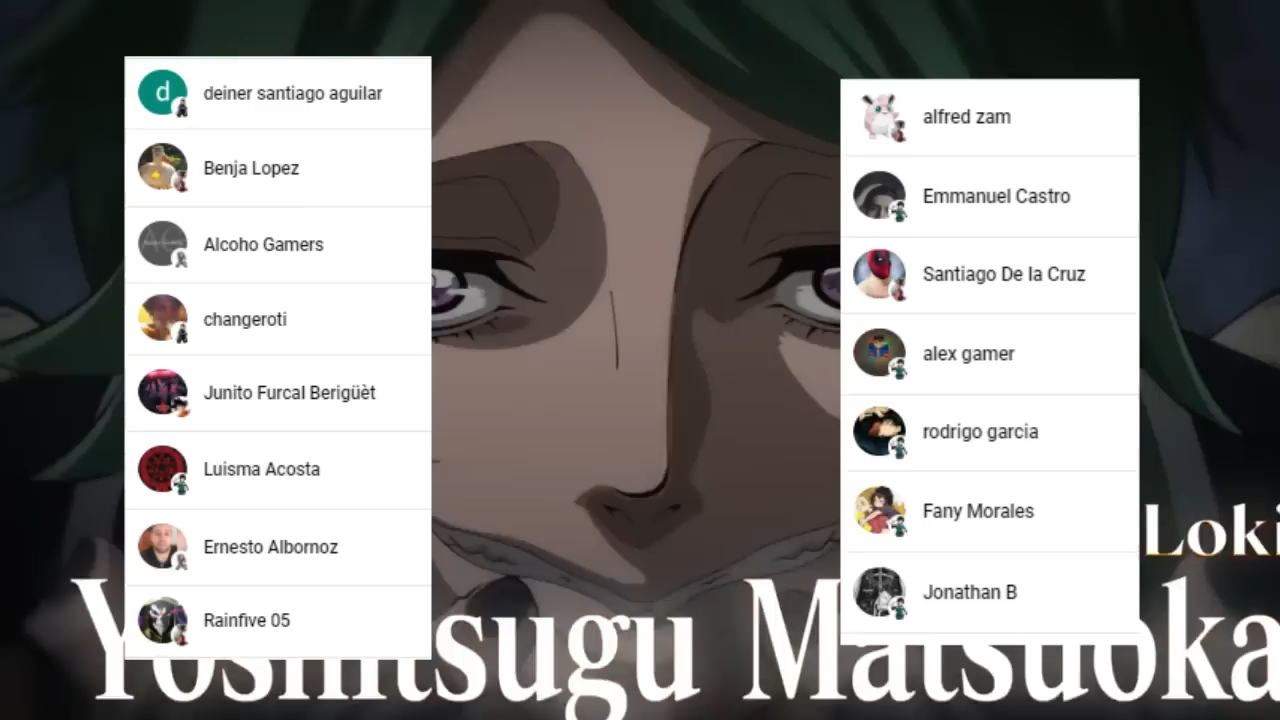 d deiner santiago aguilar
Benja Lopez
Alcoho Gamers
changeroti
Junito Furcal Berigüèt
Luisma Acosta
Ernesto Albornoz
Rainfive 05
alfred zam
Emmanuel Castro
Santiago De la Cruz
alex gamer
rodrigo garcia
Fany Morales
Jonathan B
Loki
Yoshitsugu Matsuoka